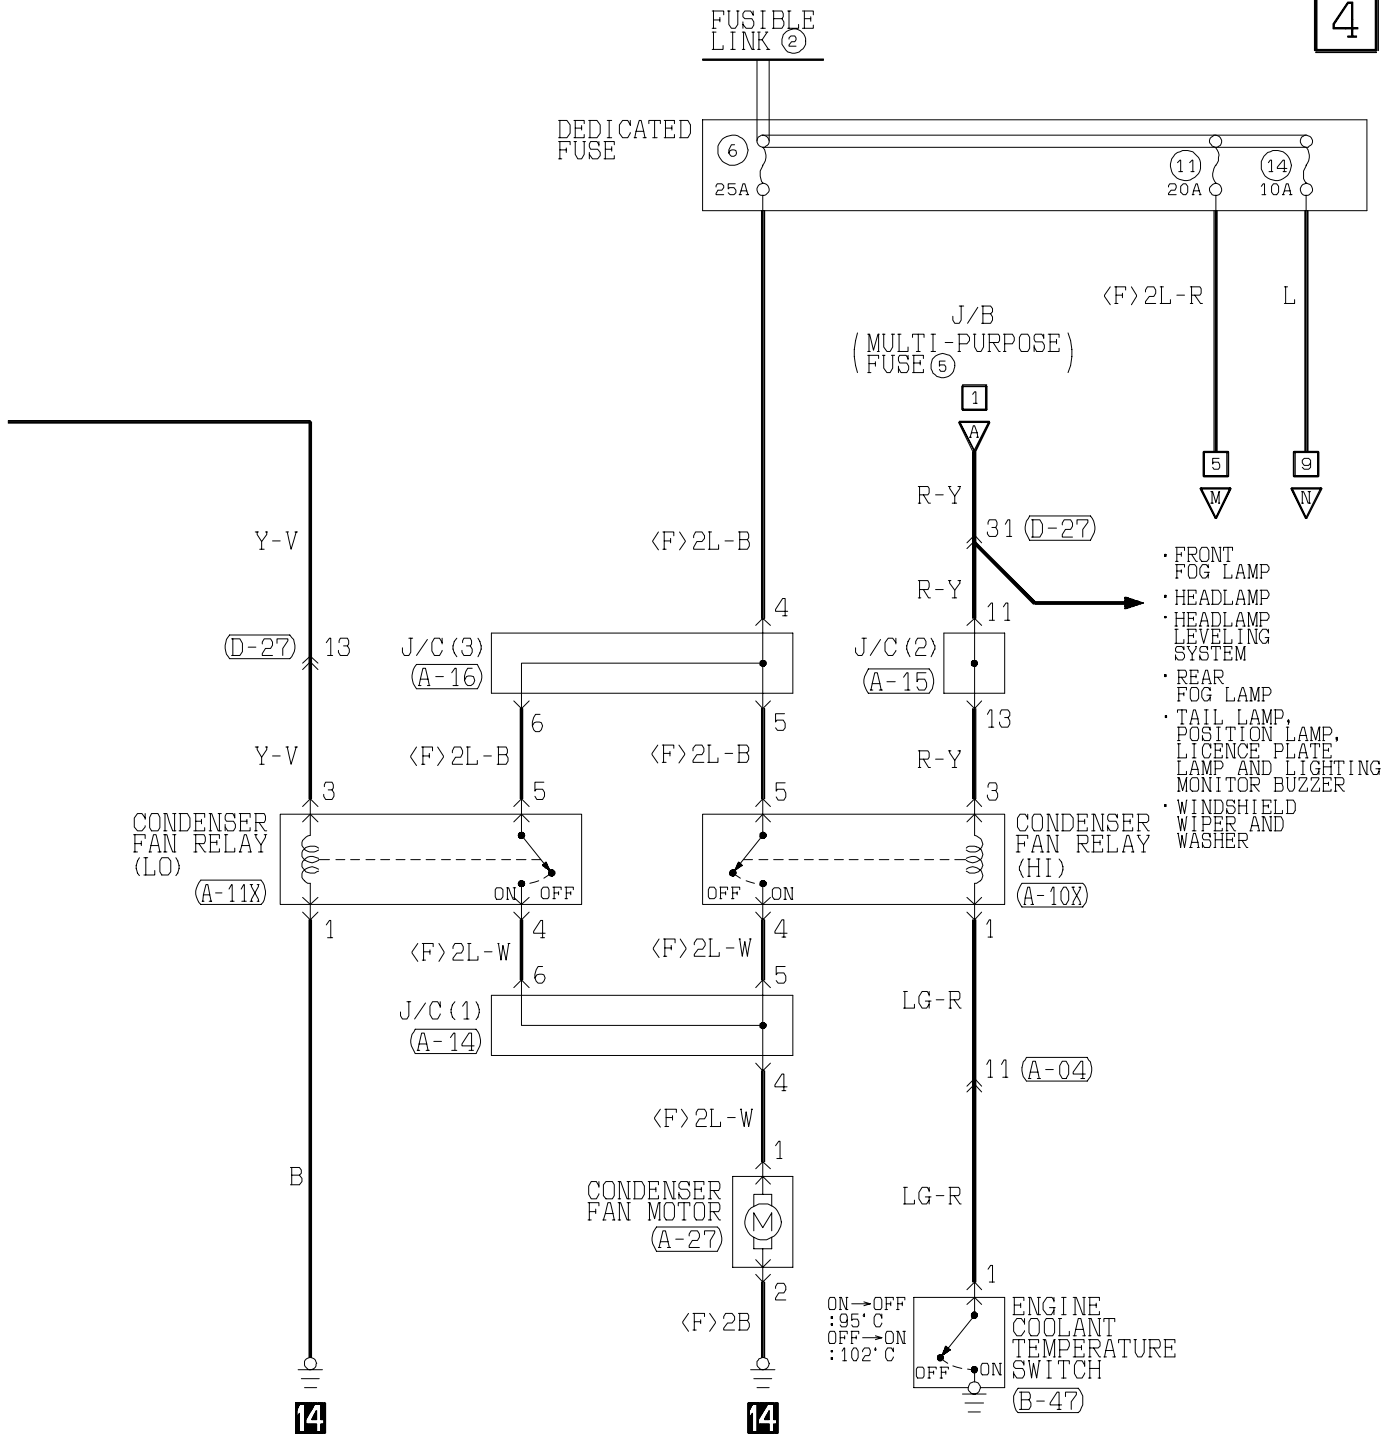 4
FUSIBLE
LINK 2
DEDICATED
FUSE
6
25A
11
20A
14
10A
<F>2L-R
L
J/B
(MULTI-PURPOSE)
FUSE 5
1
A
5
M
9
N
R-Y
31 D-27
R-Y
11
Y-V
<F>2L-B
4
· FRONT
FOG LAMP
· HEADLAMP
· HEADLAMP
LEVELING
SYSTEM
· REAR
FOG LAMP
· TAIL LAMP,
POSITION LAMP,
LICENCE PLATE
LAMP AND LIGHTING
MONITOR BUZZER
· WINDSHIELD
WIPER AND
WASHER
D-27 13
J/C(3)
A-16
J/C(2)
A-15
6
5
13
Y-V
<F>2L-B
<F>2L-B
R-Y
3
5
5
3
CONDENSER
FAN RELAY
(LO)
A-11X
ON OFF
OFF ON
CONDENSER
FAN RELAY
(HI)
A-10X
1
4
4
1
<F>2L-W
<F>2L-W
6
5
LG-R
J/C(1)
A-14
4
11 A-04
<F>2L-W
1
B
CONDENSER
FAN MOTOR
A-27
M
LG-R
2
<F>2B
1
ON→OFF
:95°C
OFF→ON
:102°C
OFF ON
ENGINE
COOLANT
TEMPERATURE
SWITCH
B-47
14
14